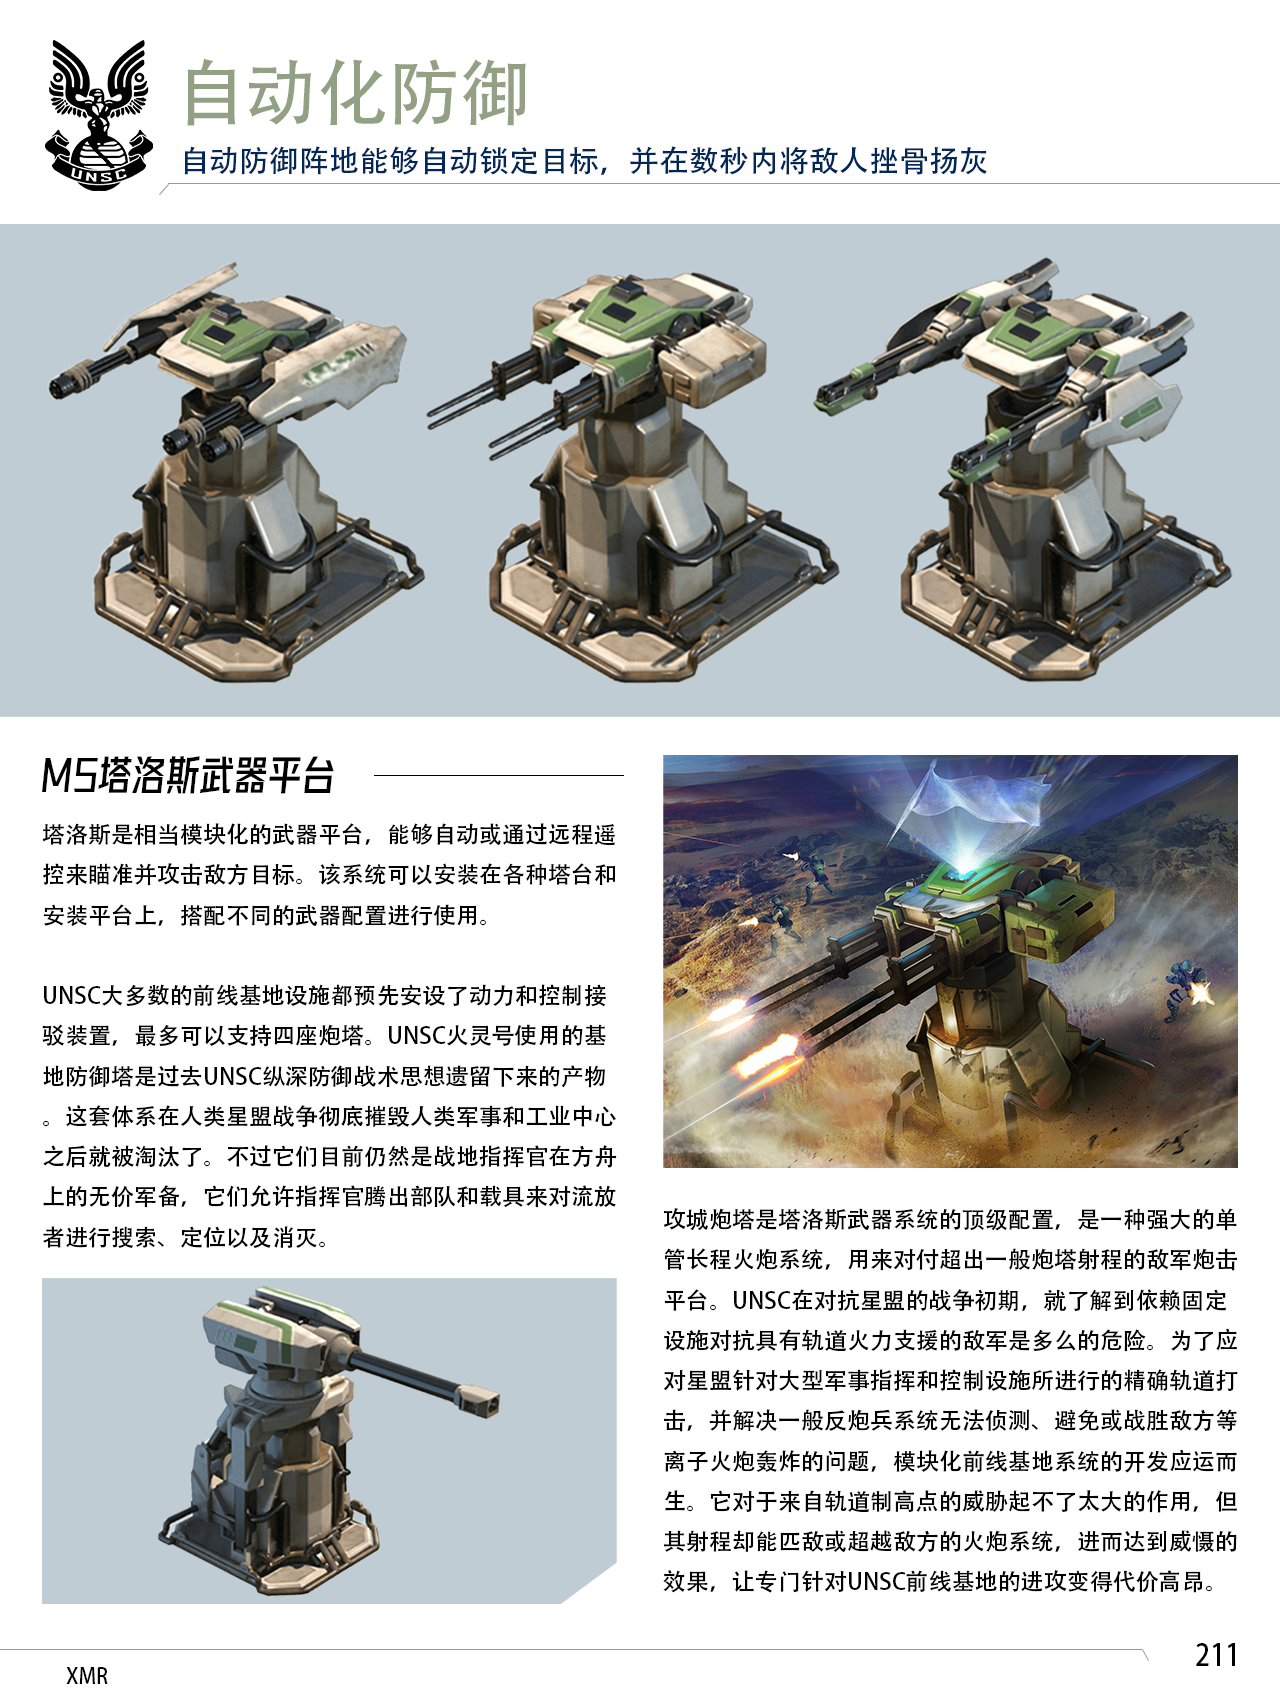 自动化防御
自动防御阵地能够自动锁定目标，并在数秒内将敌人挫骨扬灰
UNSC
M5塔洛斯武器平台
塔洛斯是相当模块化的武器平台，能够自动或通过远程遥
控来瞄准并攻击敌方目标。该系统可以安装在各种塔台和
安装平台上，搭配不同的武器配置进行使用。
UNSC大多数的前线基地设施都预先安设了动力和控制接
驳装置，最多可以支持四座炮塔。UNSC火灵号使用的基
地防御塔是过去UNSC纵深防御战术思想遗留下来的产物
。这套体系在人类星盟战争彻底摧毁人类军事和工业中心
之后就被淘汰了。不过它们目前仍然是战地指挥官在方舟
上的无价军备，它们允许指挥官腾出部队和载具来对流放
者进行搜索、定位以及消灭。
攻城炮塔是塔洛斯武器系统的顶级配置，是一种强大的单
管长程火炮系统，用来对付超出一般炮塔射程的敌军炮击
平台。UNSC在对抗星盟的战争初期，就了解到依赖固定
设施对抗具有轨道火力支援的敌军是多么的危险。为了应
对星盟针对大型军事指挥和控制设施所进行的精确轨道打
击，并解决一般反炮兵系统无法侦测、避免或战胜敌方等
离子火炮轰炸的问题，模块化前线基地系统的开发应运而
生。它对于来自轨道制高点的威胁起不了太大的作用，但
其射程却能匹敌或超越敌方的火炮系统，进而达到威慑的
效果，让专门针对UNSC前线基地的进攻变得代价高昂。
211
XMR